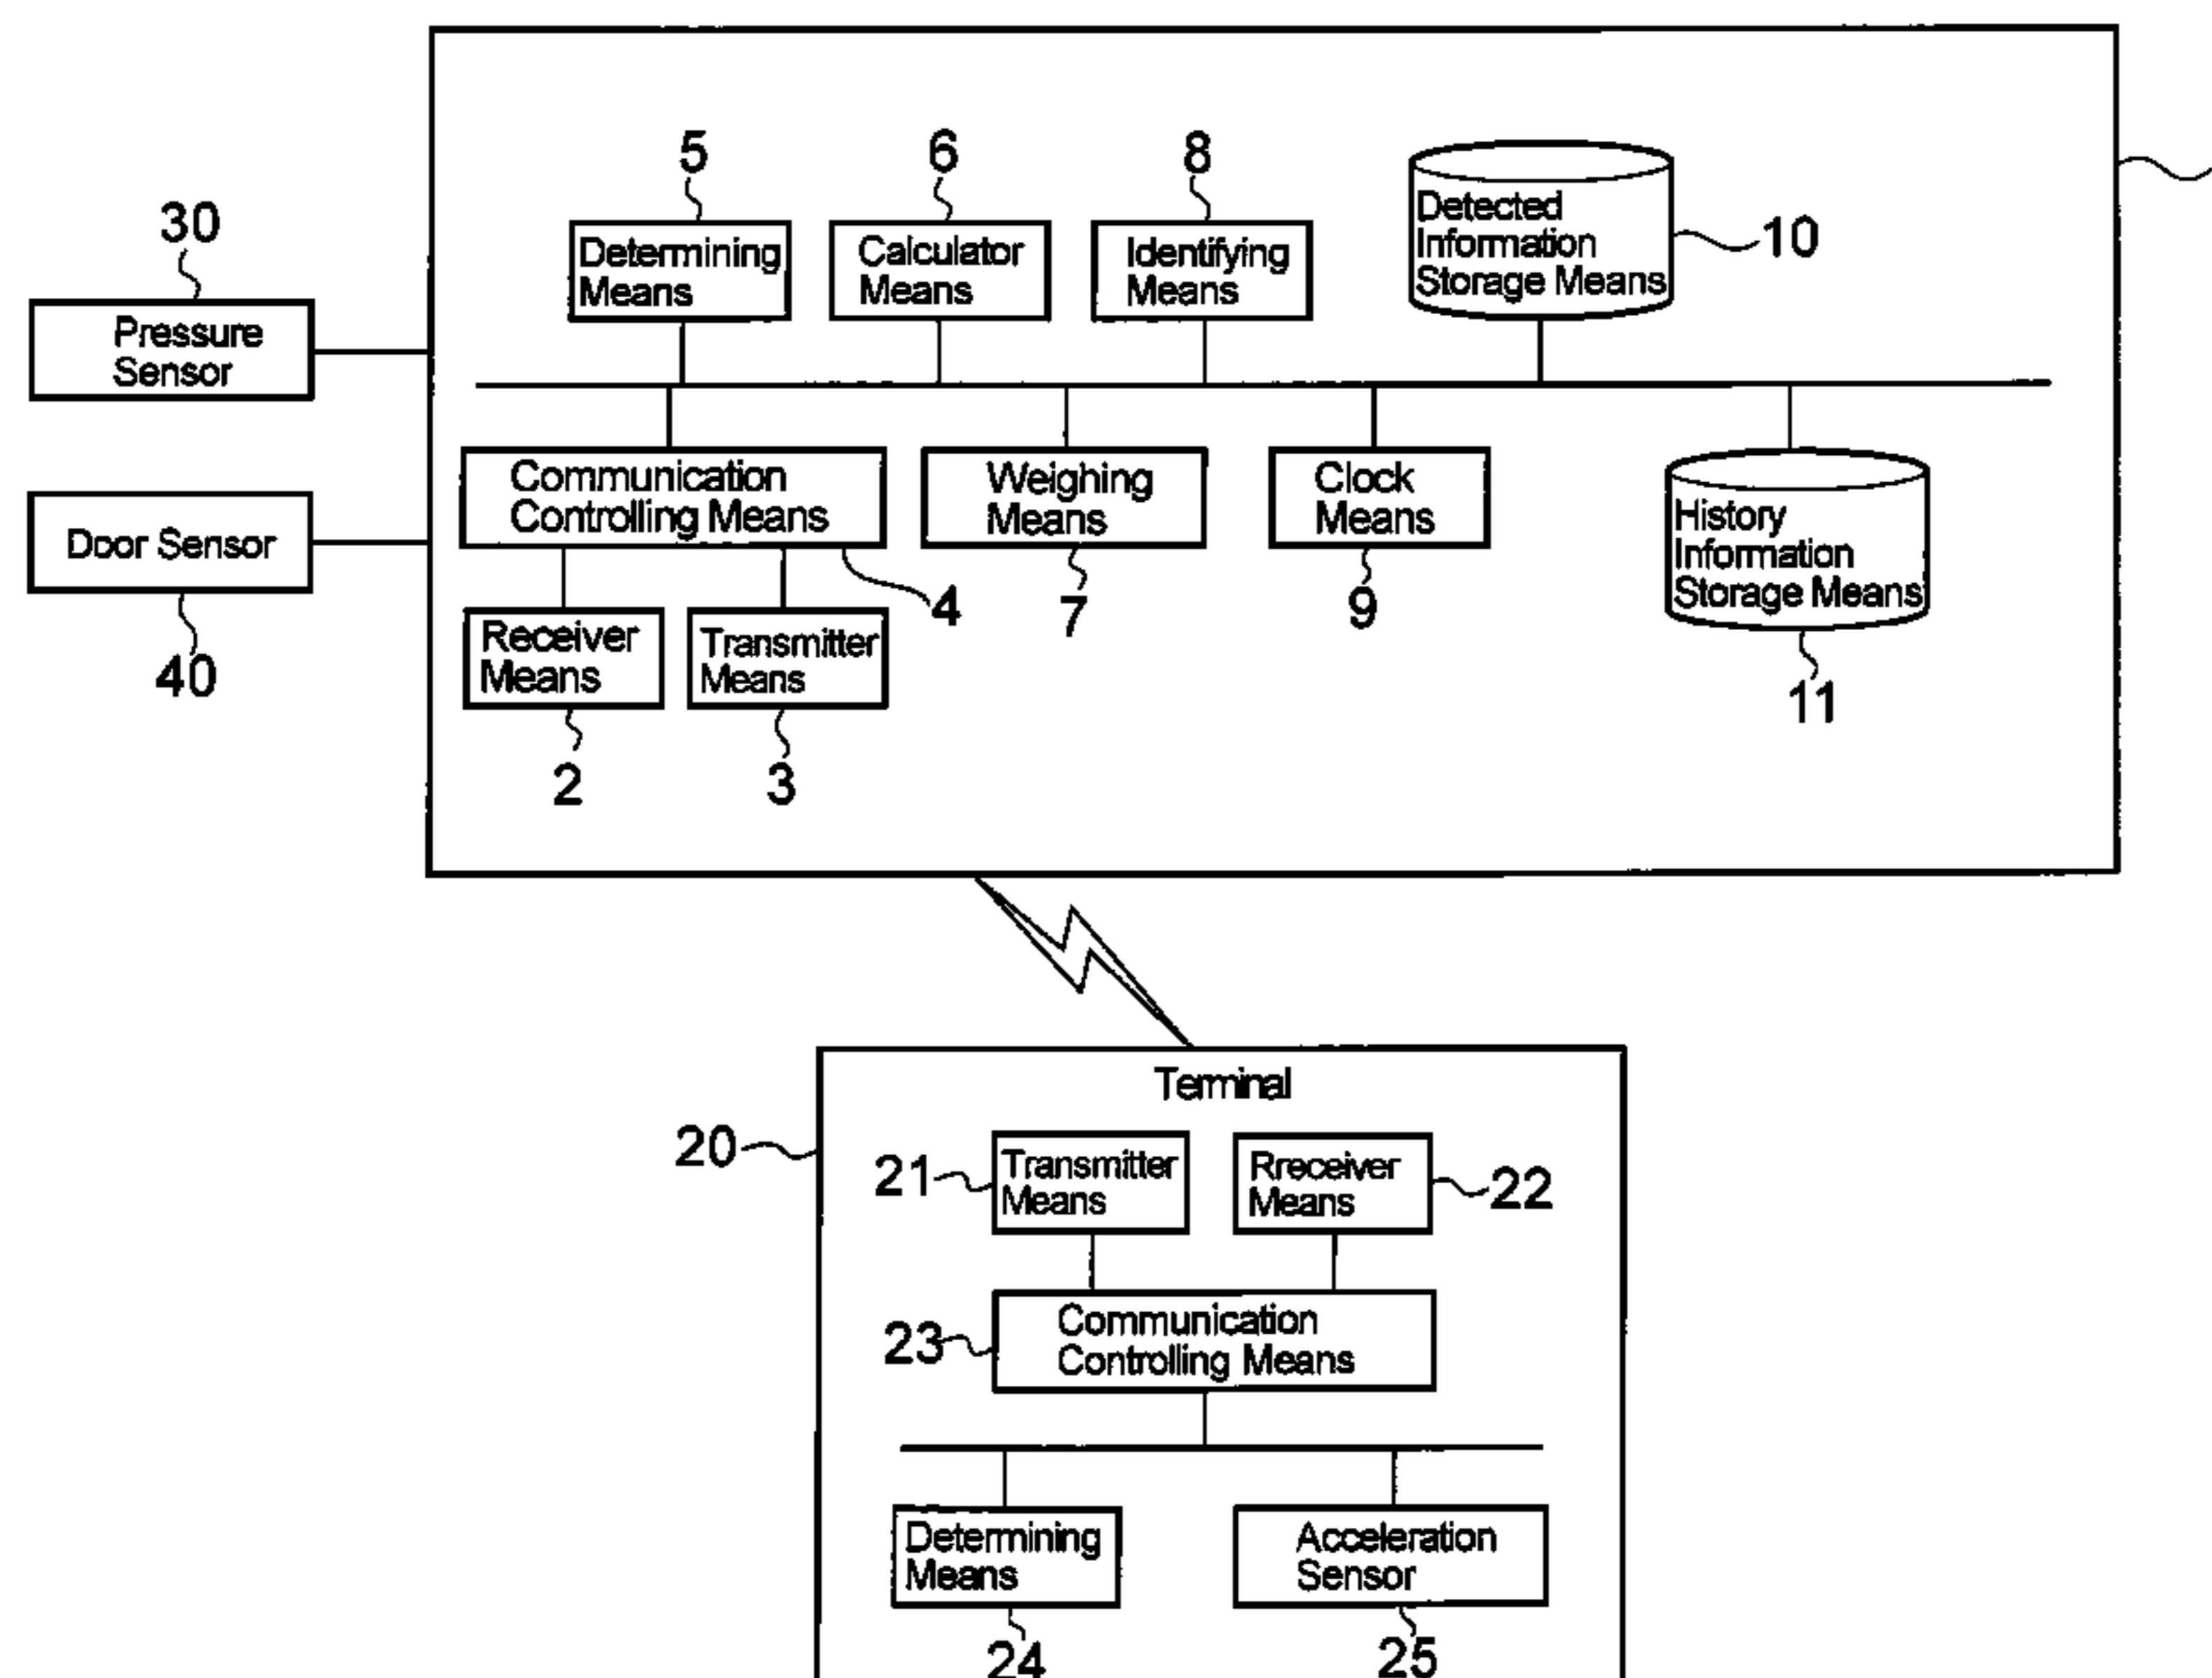 5
6
8
Determining
Means
Calculator
Means
Identifying
Means
Detected
Information
Storage Means
10
30
Pressure
Sensor
Door Sensor
40
Communication
Controlling Means
4
Weighing
Means
7
Clock
Means
9
History
Information
Storage Means
11
Receiver
Means
2
Transmitter
Means
3
Terminal
20
21
Transmitter
Means
Rreceiver
Means
22
23
Communication
Controlling Means
Determining
Means
24
Acceleration
Sensor
25